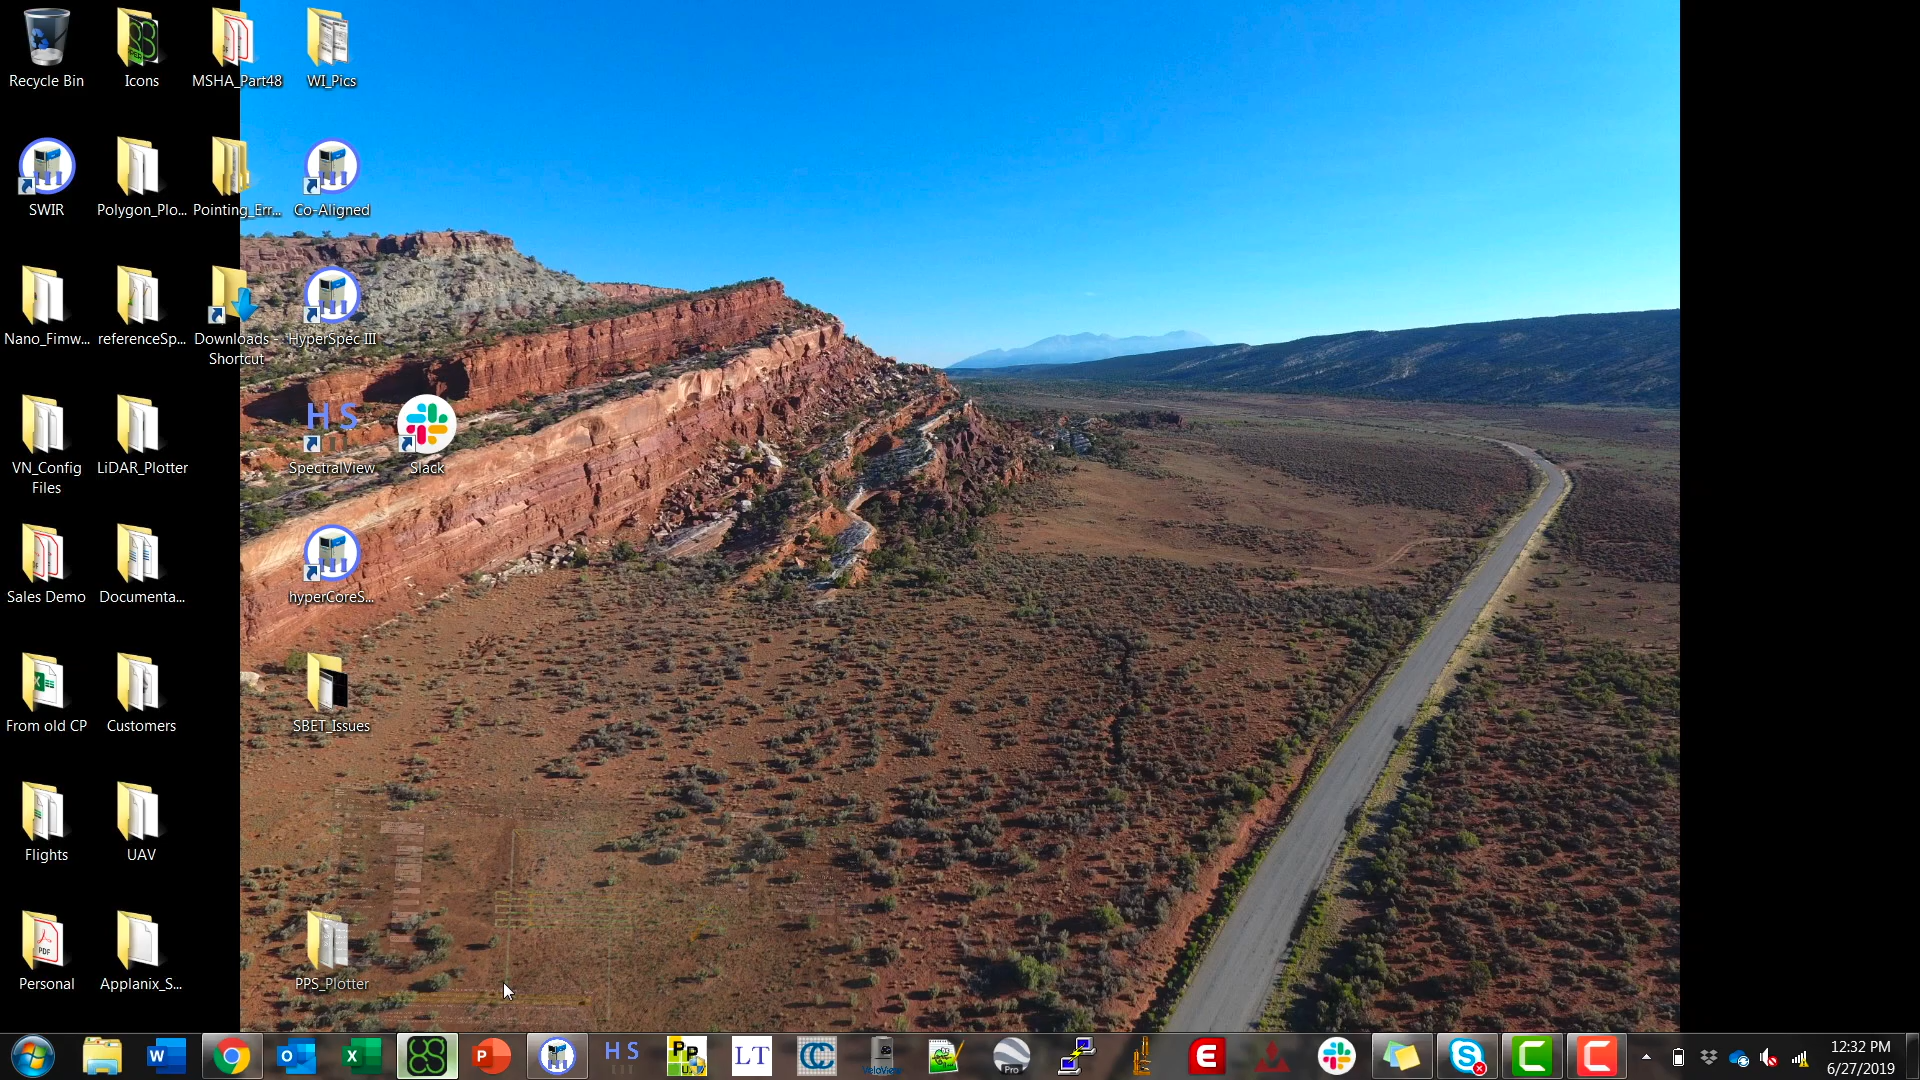 Recycle Bin
Icons
MSHA_Part48
WI_Pics
SWIR
Polygon_Plo...
Pointing_Err...
Co-Aligned
Nano_Fimw...
referenceSp...
Downloads -
Shortcut
HyperSpec III
VN_Config
Files
LiDAR_Plotter
H S
SpectralView
Slack
Sales Demo
Documenta...
hyperCoreS...
From old CP
Customers
SBET_Issues
Flights
UAV
Personal
Applanix_S...
PPS_Plotter
H S
LT
Pro
12:32 PM
6/27/2019